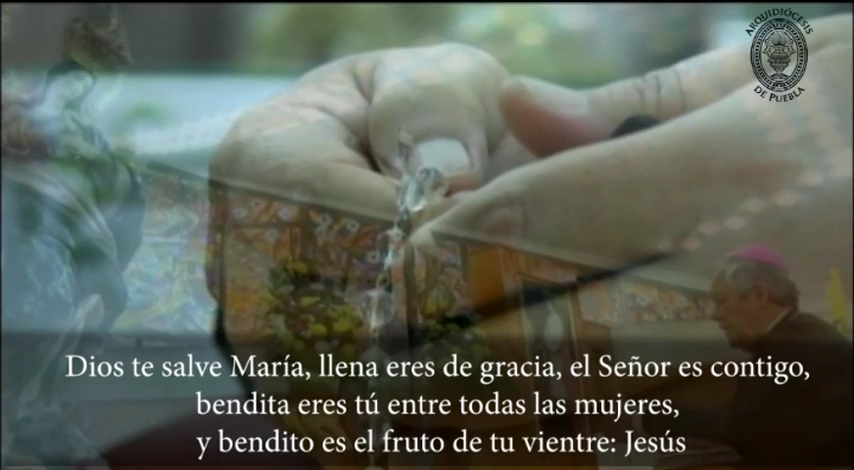 ARQUIDIÓCESIS
DE PUEBLA
Dios te salve María, llena eres de gracia, el Señor es contigo,
bendita eres tú entre todas las mujeres,
y bendito es el fruto de tu vientre: Jesús